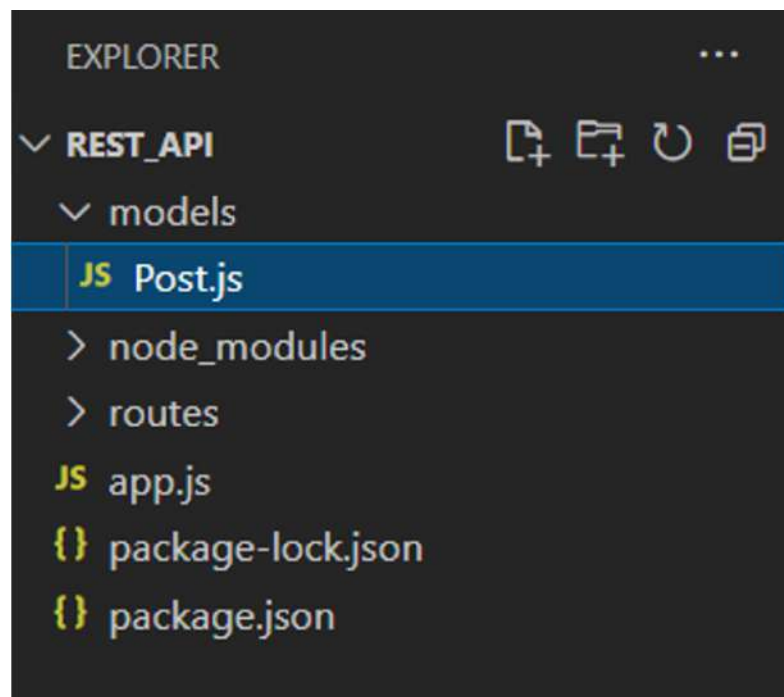 EXPLORER
REST_API
models
JS Post.js
node_modules
routes
JS app.js
{} package-lock.json
{} package.json